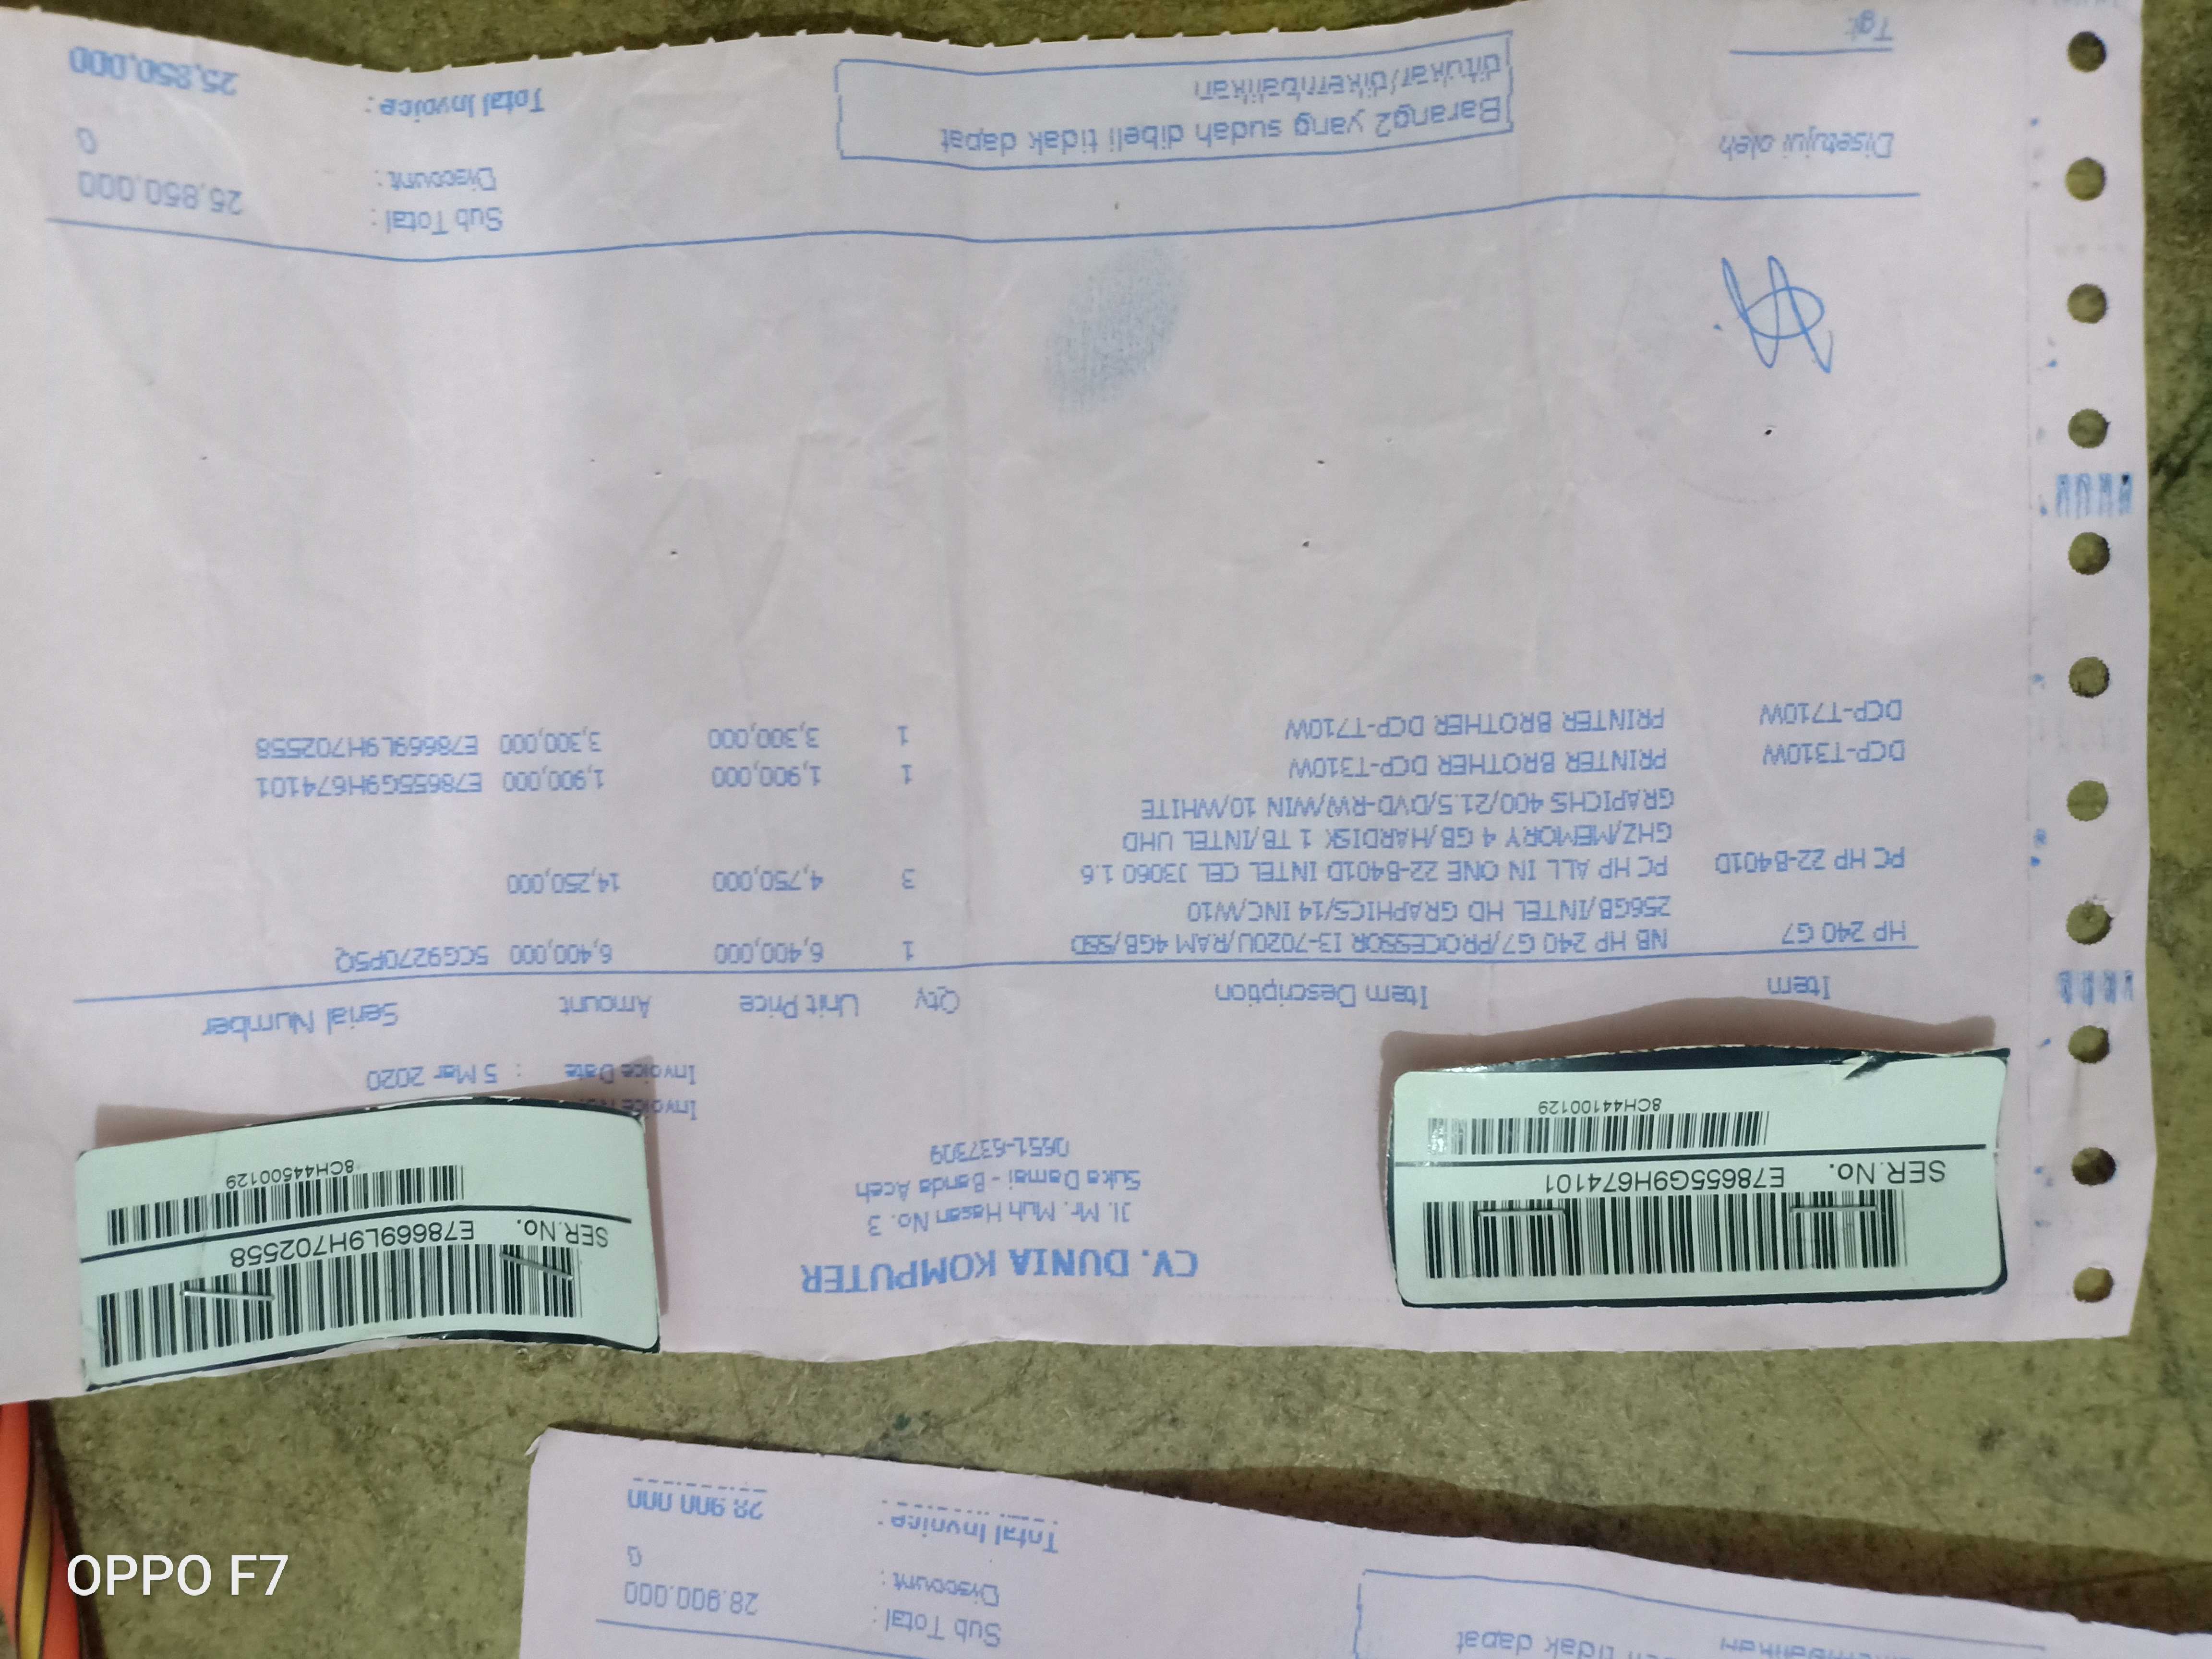 CV. DUNIA KOMPUTER
Jl. Mr. Muh Hasan No. 3
Suka Damai - Banda Aceh
0651-637309
SER.No. E78655G9H674101
8CH44100129
SER.No. E78669L9H702558
8CH44500129
Invoice No.
Invoice Date : 5 Mar 2020
Item Item Description Qty Unit Price Amount Serial Number
HP 240 G7 NB HP 240 G7/PROCESSOR I3-7020U/RAM 4GB/SSD 1 6,400,000 6,400,000 5CG9270P5Q
256GB/INTEL HD GRAPHICS/14 INC/W10
PC HP 22-B401D PC HP ALL IN ONE 22-B401D INTEL CEL J3060 1.6 3 4,750,000 14,250,000
GHZ/MEMORY 4 GB/HARDISK 1 TB/INTEL UHD
GRAPICHS 400/21.5/DVD-RW/WIN 10/WHITE
DCP-T310W PRINTER BROTHER DCP-T310W 1 1,900,000 1,900,000 E78655G9H674101
DCP-T710W PRINTER BROTHER DCP-T710W 1 3,300,000 3,300,000 E78669L9H702558
Sub Total : 25,850,000
Discount : 0
Total Invoice : 25,850,000
Disetujui oleh
Barang2 yang sudah dibeli tidak dapat
ditukar/dikembalikan
Tgl:
tidak dapat
Sub Total : 28,900,000
Discount : 0
Total Invoice : 28,900,000
OPPO F7